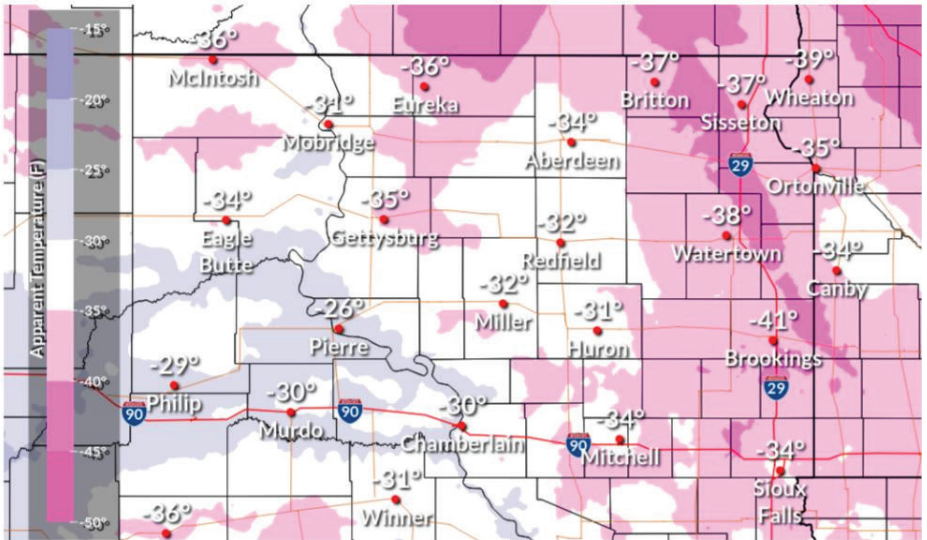 -15°
-20°
-25°
-30°
-35°
-40°
-45°
-50°
Apparent Temperature (F)
-36°
McIntosh
-36°
Eureka
-31°
Mobridge
-37°
Britton
-37°
Sisseton
-39°
Wheaton
-34°
Aberdeen
29
-35°
Ortonville
-34°
Eagle
Butte
-35°
Gettysburg
-32°
Redfield
-38°
Watertown
-34°
Canby
-26°
Pierre
-32°
Miller
-31°
Huron
-41°
Brookings
-29°
Philip
90
-30°
Murdo
90
-30°
Chamberlain
29
90
-34°
Mitchell
-34°
Sioux
Falls
-31°
Winner
-36°